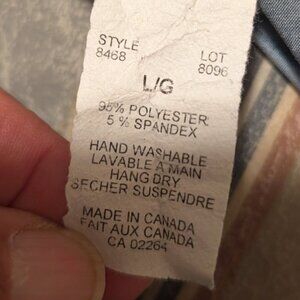 STYLE LOT
8468 8096
L/G
95% POLYESTER
5 % SPANDEX
HAND WASHABLE
LAVABLE A MAIN
HANG DRY
SECHER SUSPENDRE
MADE IN CANADA
FAIT AUX CANADA
CA 02264